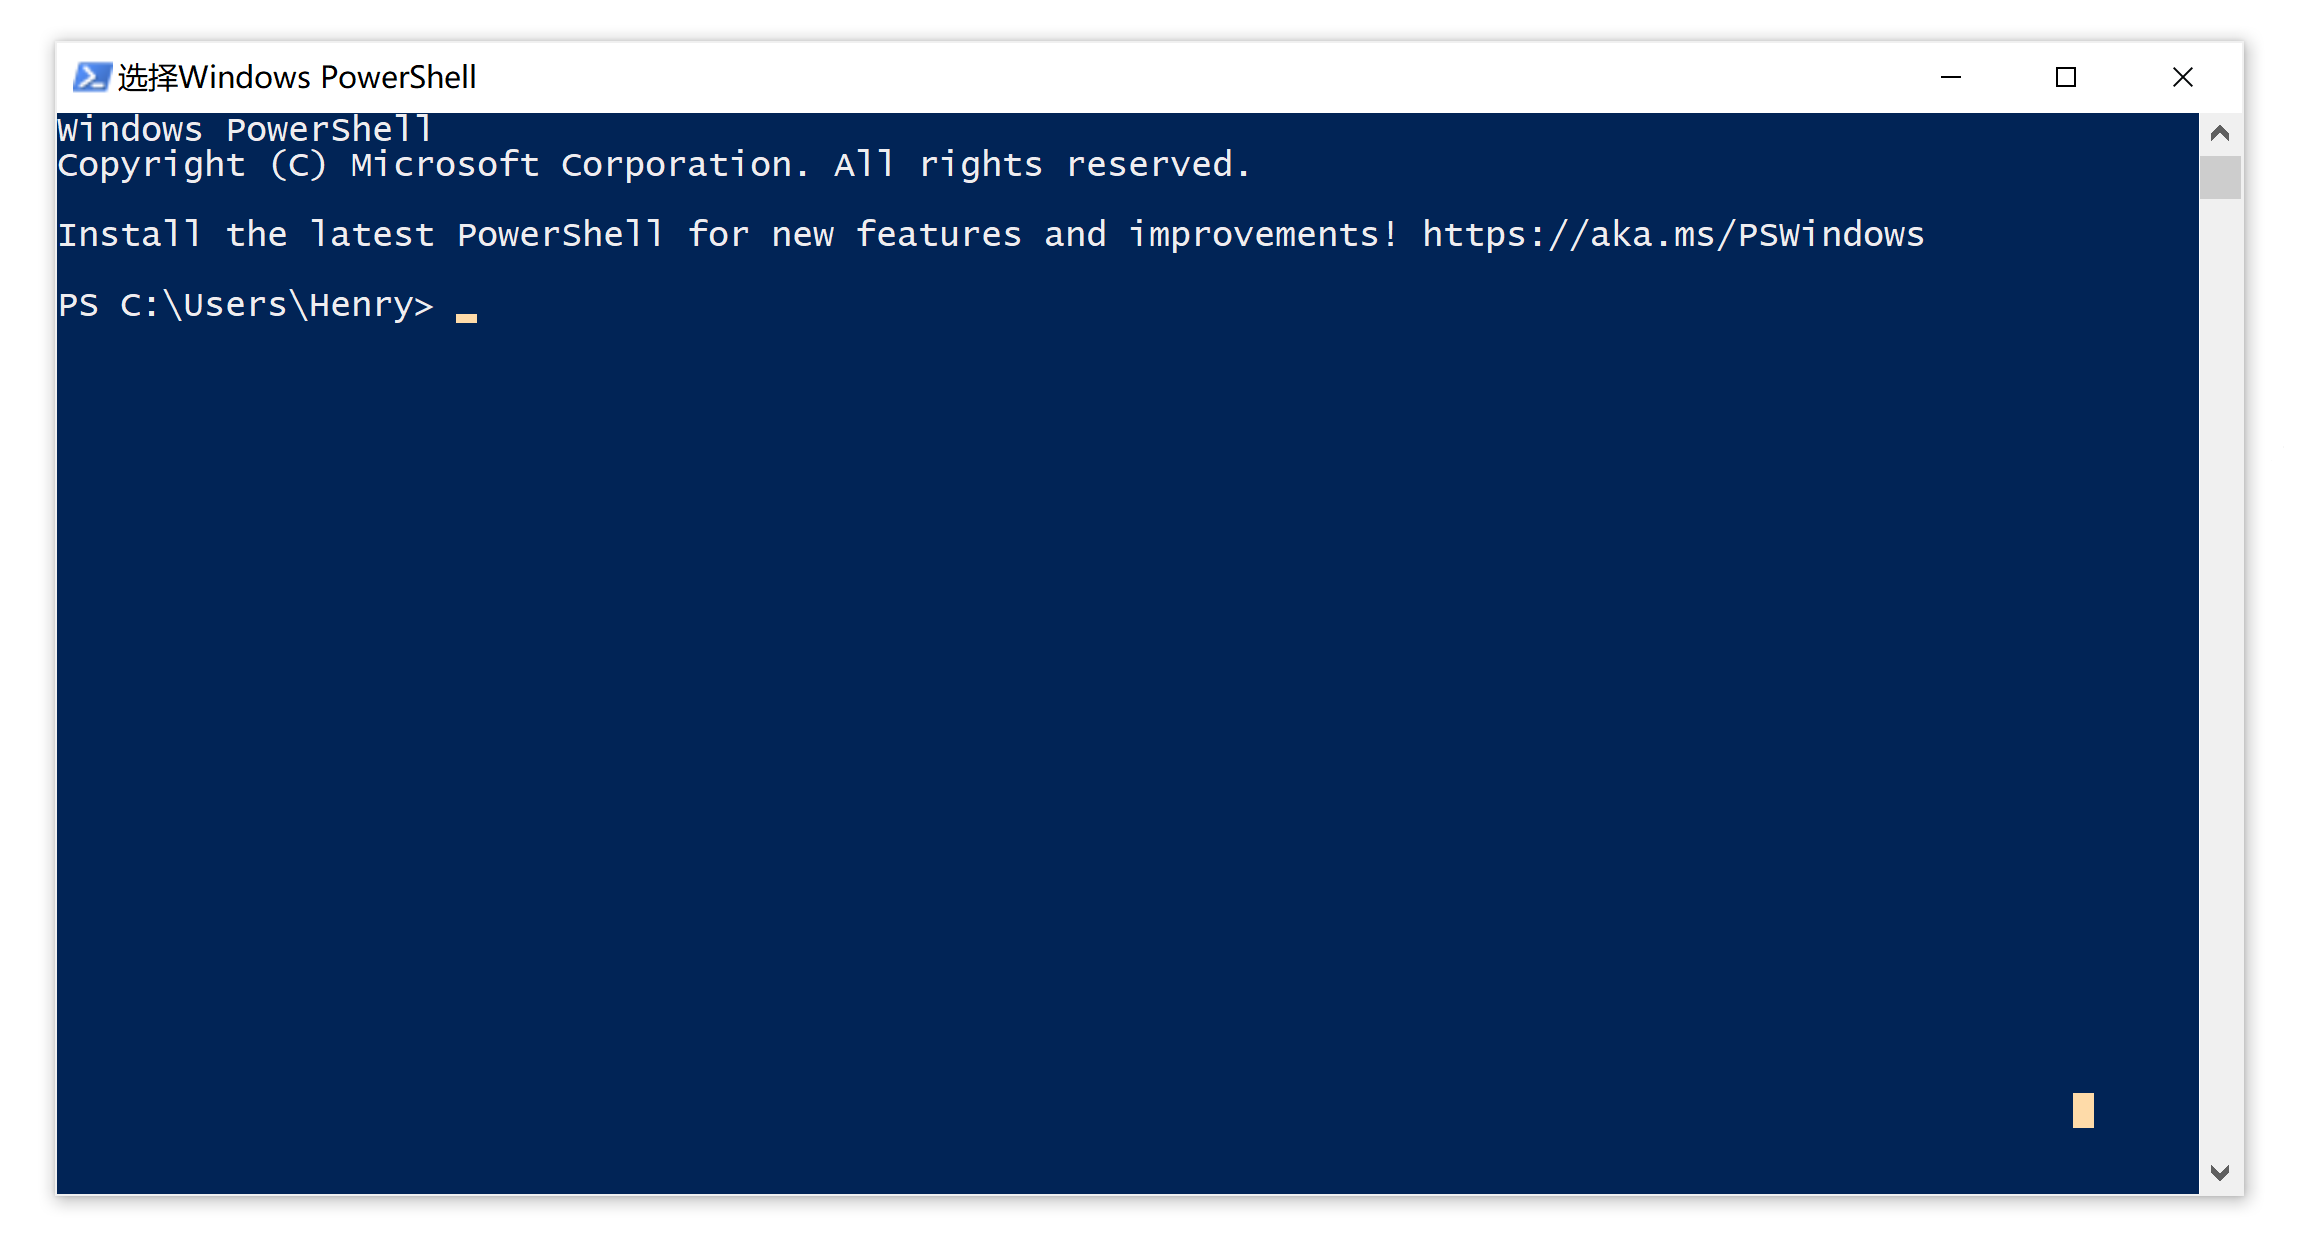 选择Windows PowerShell
Windows PowerShell
Copyright (C) Microsoft Corporation. All rights reserved.
Install the latest PowerShell for new features and improvements! https://aka.ms/PSWindows
PS C:\Users\Henry>